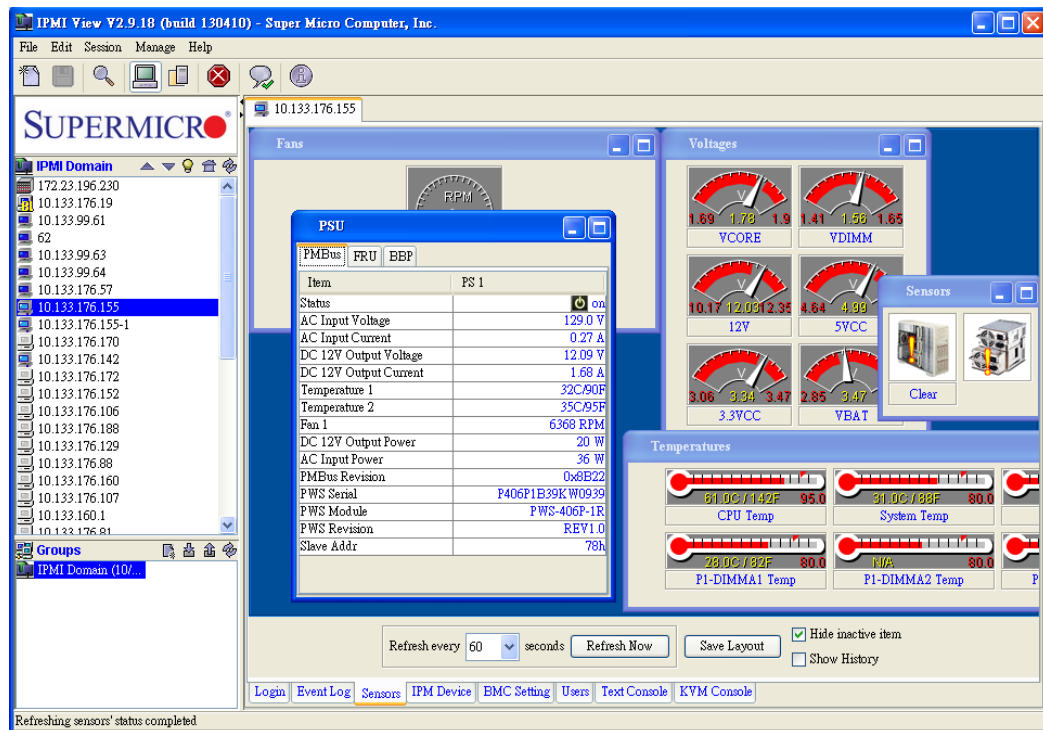 IPMI View V2.9.18 (build 130410) - Super Micro Computer, Inc.
File Edit Session Manage Help
SUPERMICRO
IPMI Domain
172.23.196.230
10.133.176.19
10.133.99.61
62
10.133.99.63
10.133.99.64
10.133.176.57
10.133.176.155
10.133.176.155-1
10.133.176.170
10.133.176.142
10.133.176.172
10.133.176.152
10.133.176.106
10.133.176.188
10.133.176.129
10.133.176.88
10.133.176.160
10.133.176.107
10.133.160.1
10.133.176.81
Groups
IPMI Domain (10/...
10.133.176.155
Fans
RPM
PSU
PMBus FRU BBP
Item PS 1
Status on
AC Input Voltage 129.0 V
AC Input Current 0.27 A
DC 12V Output Voltage 12.09 V
DC 12V Output Current 1.68 A
Temperature 1 32C/90F
Temperature 2 35C/95F
Fan 1 6368 RPM
DC 12V Output Power 20 W
AC Input Power 36 W
PMBus Revision 0x8B22
PWS Serial P406P1B39KW0939
PWS Module PWS-406P-1R
PWS Revision REV1.0
Slave Addr 78h
Voltages
V V
1.69 1.78 1.9 1.41 1.56 1.65
VCORE VDIMM
10.17 12.03 12.35 4.64 4.99
12V 5VCC
V V
3.06 3.34 3.47 2.85 3.47
3.3VCC VBAT
Sensors
Clear
Temperatures
61.0C/142F 95.0 31.0C/88F 80.0
CPU Temp System Temp
28.0C/82F 80.0 N/A 80.0
P1-DIMMA1 Temp P1-DIMMA2 Temp P
Refresh every 60 seconds Refresh Now Save Layout
Hide inactive item
Show History
Login Event Log Sensors IPM Device BMC Setting Users Text Console KVM Console
Refreshing sensors' status completed